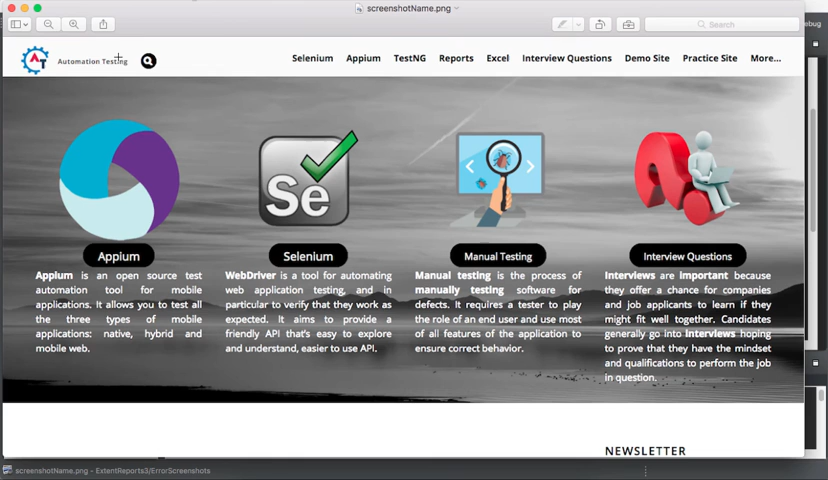 screenshotName.png
Search
ebug
Automation Testing
Selenium Appium TestNG Reports Excel Interview Questions Demo Site Practice Site More...
Se
Appium
Appium is an open source test
automation tool for mobile
applications. It allows you to test all
the three types of mobile
applications: native, hybrid and
mobile web.
Selenium
WebDriver is a tool for automating
web application testing, and in
particular to verify that they work as
expected. It aims to provide a
friendly API that's easy to explore
and understand, easier to use API.
Manual Testing
Manual testing is the process of
manually testing software for
defects. It requires a tester to play
the role of an end user and use most
of all features of the application to
ensure correct behavior.
Interview Questions
Interviews are important because
they offer a chance for companies
and job applicants to learn if they
might fit well together. Candidates
generally go into Interviews hoping
to prove that they have the mindset
and qualifications to perform the job
in question.
NEWSLETTER
screenshotName.png - ExtentReports3/ErrorScreenshots